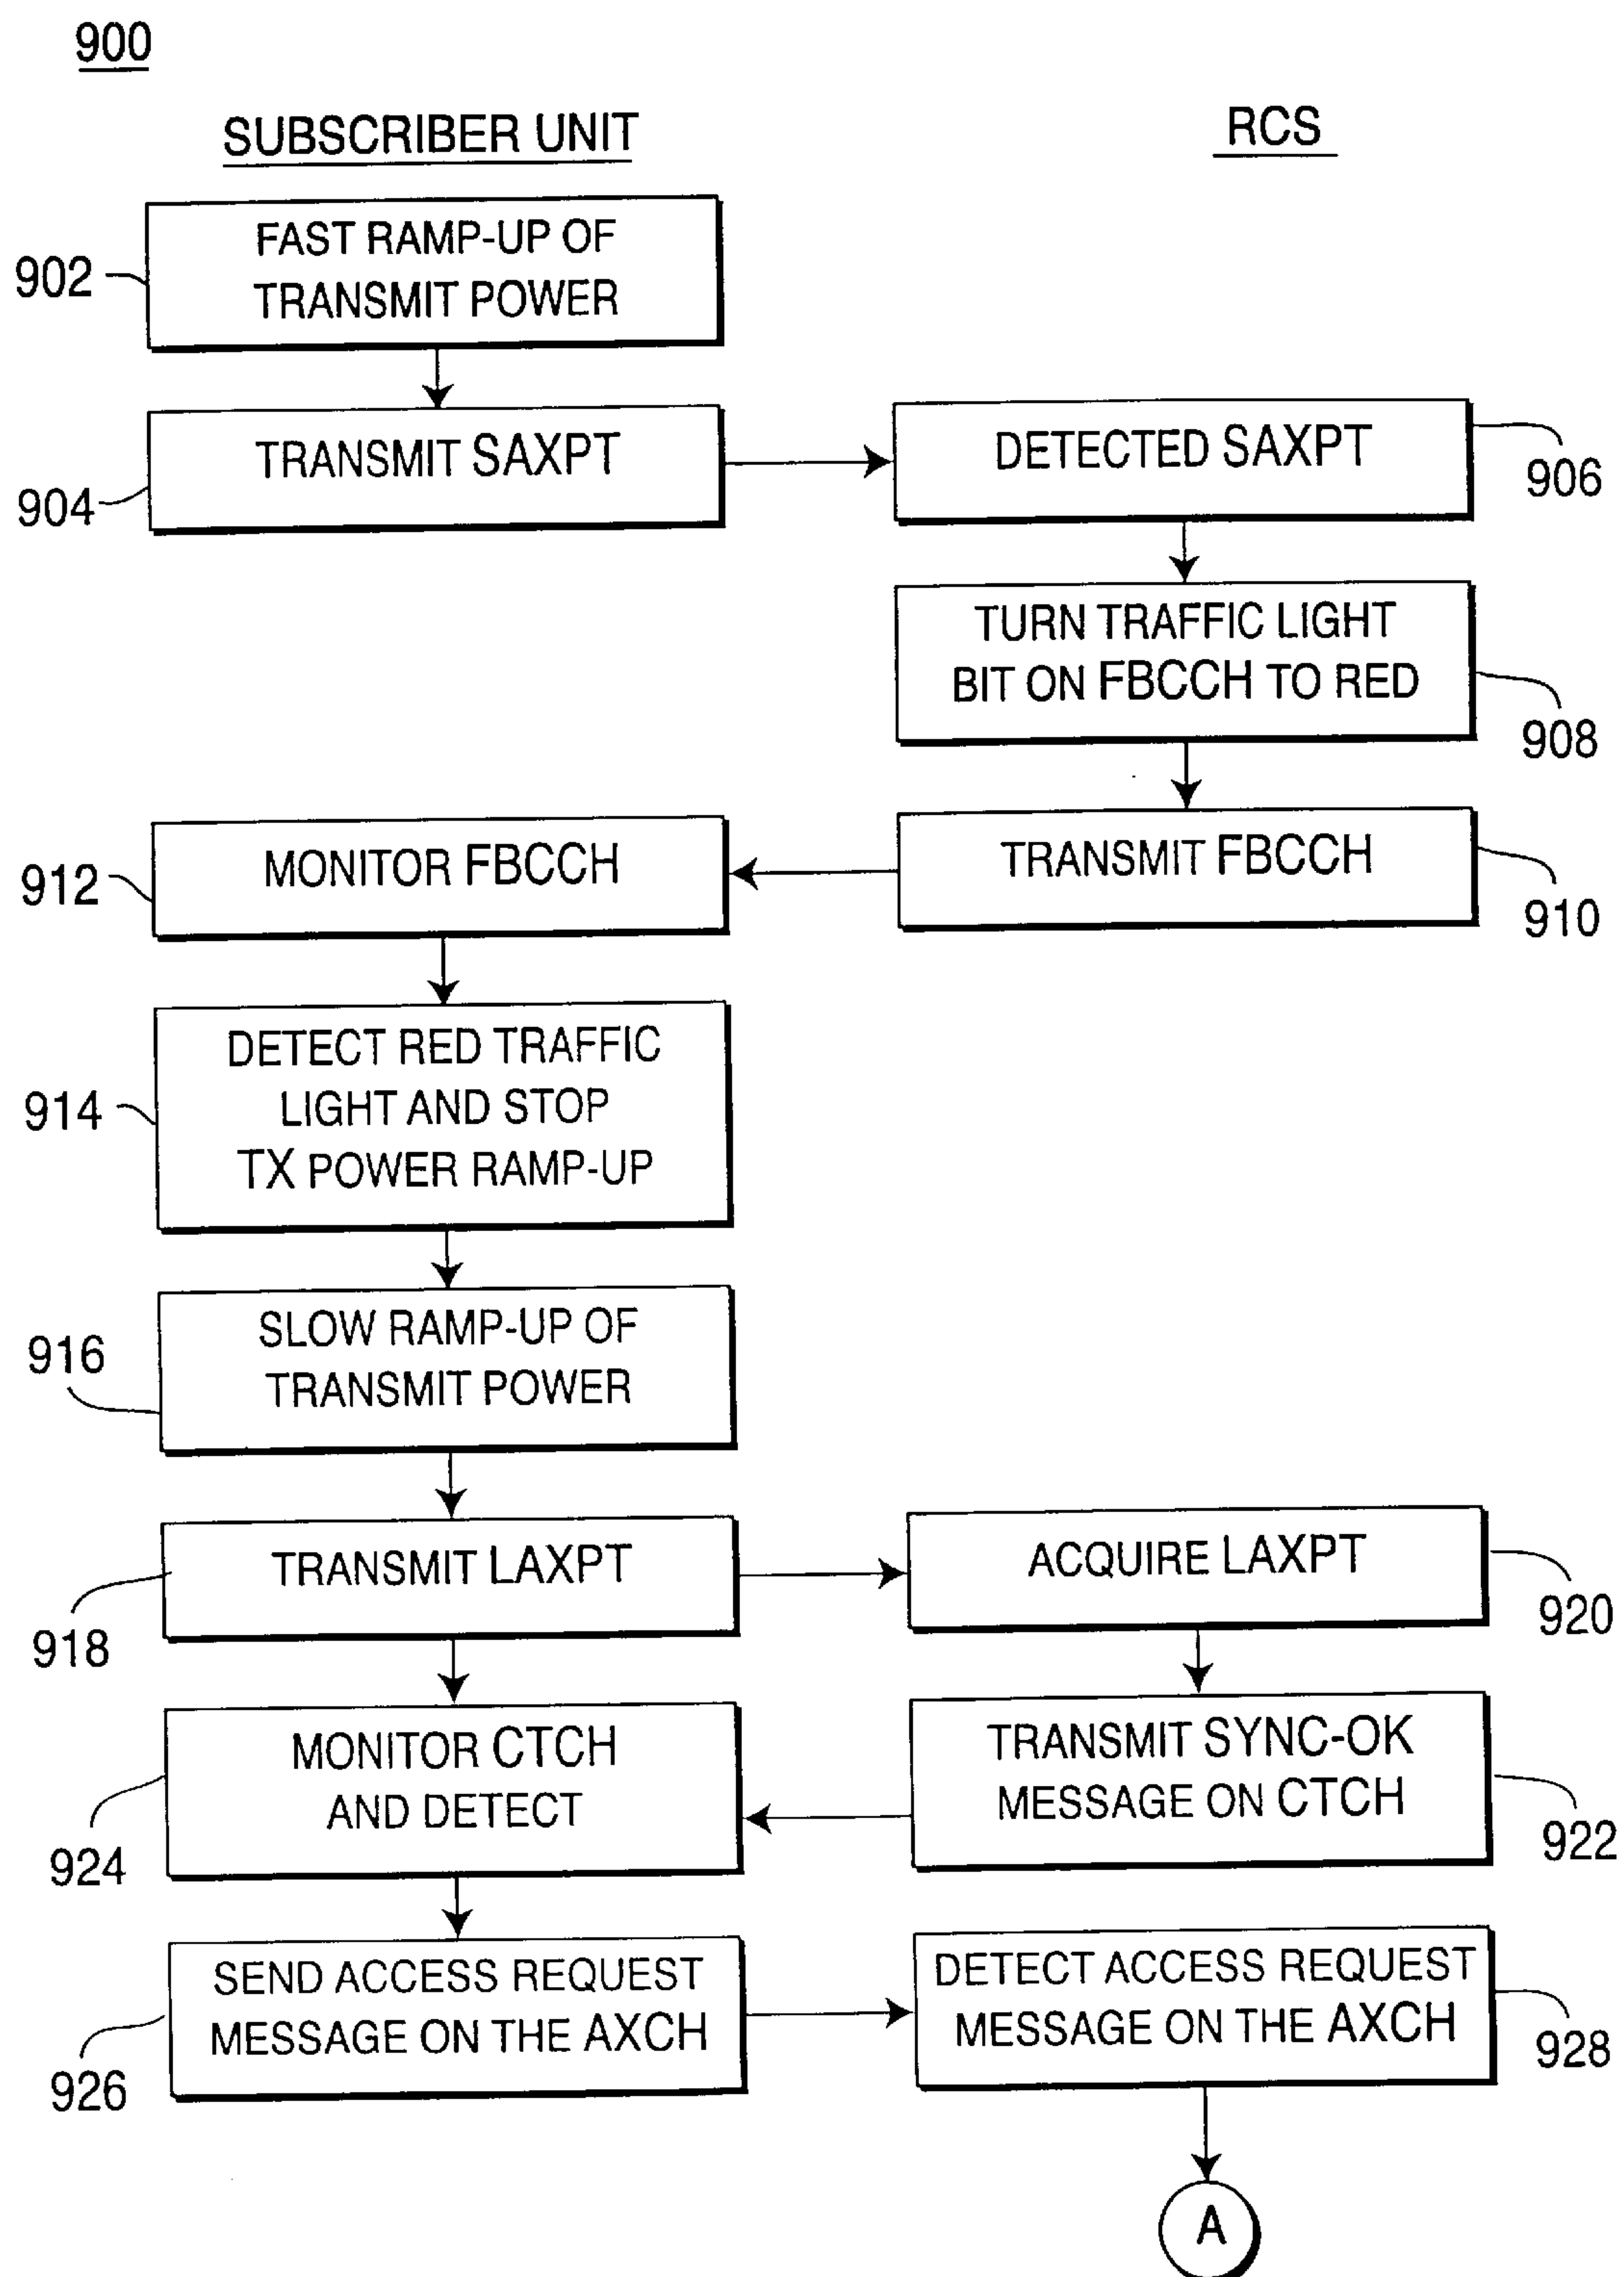 900
SUBSCRIBER UNIT
RCS
902
FAST RAMP-UP OF
TRANSMIT POWER
904
TRANSMIT SAXPT
DETECTED SAXPT
906
TURN TRAFFIC LIGHT
BIT ON FBCCH TO RED
908
912
MONITOR FBCCH
TRANSMIT FBCCH
910
914
DETECT RED TRAFFIC
LIGHT AND STOP
TX POWER RAMP-UP
916
SLOW RAMP-UP OF
TRANSMIT POWER
918
TRANSMIT LAXPT
ACQUIRE LAXPT
920
924
MONITOR CTCH
AND DETECT
TRANSMIT SYNC-OK
MESSAGE ON CTCH
922
926
SEND ACCESS REQUEST
MESSAGE ON THE AXCH
DETECT ACCESS REQUEST
MESSAGE ON THE AXCH
928
A